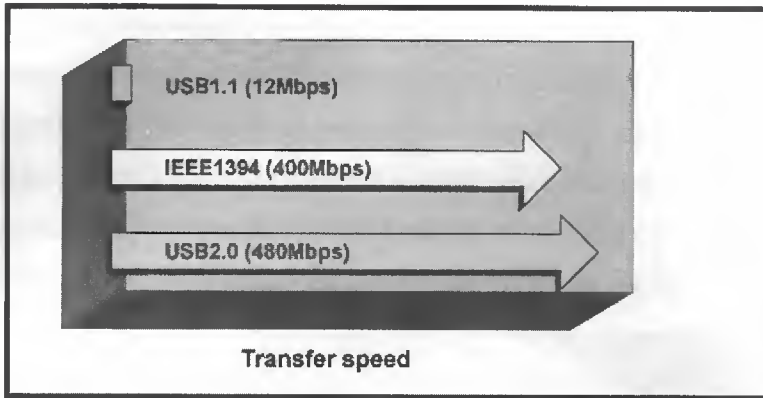 USB1.1 (12Mbps)
IEEE1394 (400Mbps)
USB2.0 (480Mbps)
Transfer speed